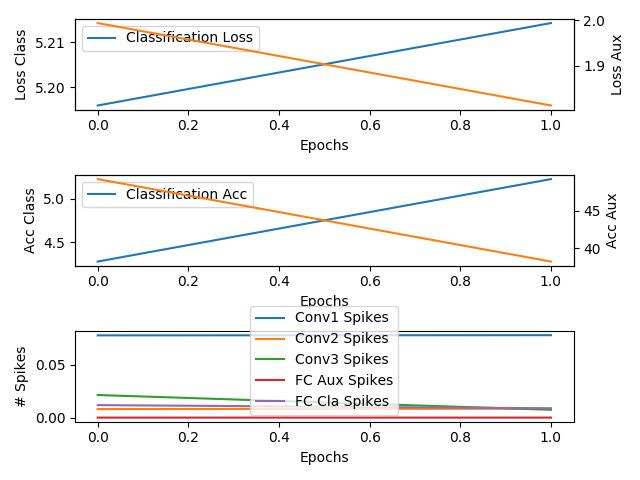 Loss Class
5.21
5.20
Classification Loss
2.0
1.9
Loss Aux
0.0 0.2 0.4 0.6 0.8 1.0
Epochs
Acc Class
5.0
4.5
Classification Acc
45
40
Acc Aux
0.0 0.2 0.4 0.6 0.8 1.0
Epochs
# Spikes
0.05
0.00
Conv1 Spikes
Conv2 Spikes
Conv3 Spikes
FC Aux Spikes
FC Cla Spikes
0.0 0.2 0.4 0.6 0.8 1.0
Epochs